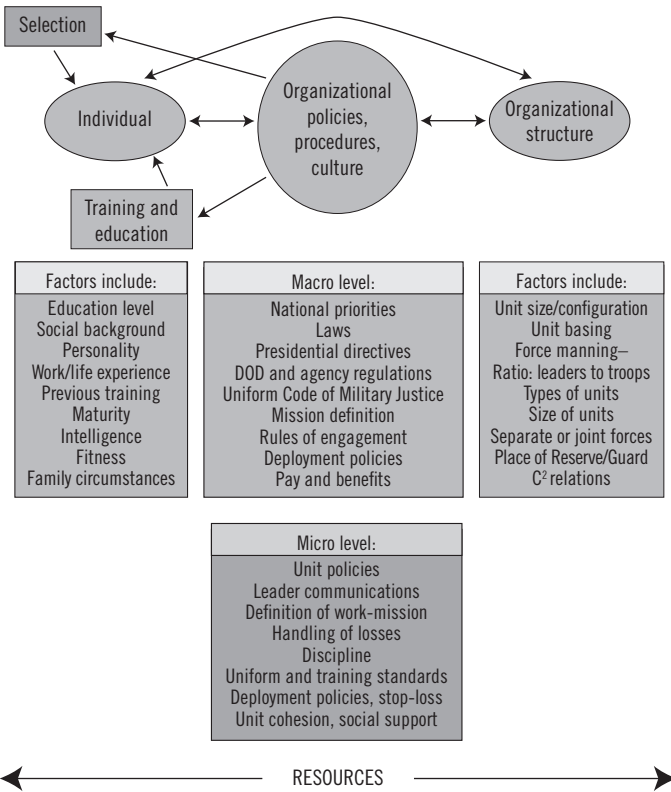 Selection
Individual
Organizational
policies,
procedures,
culture
Organizational
structure
Training and
education
Factors include:
Education level
Social background
Personality
Work/life experience
Previous training
Maturity
Intelligence
Fitness
Family circumstances
Macro level:
National priorities
Laws
Presidential directives
DOD and agency regulations
Uniform Code of Military Justice
Mission definition
Rules of engagement
Deployment policies
Pay and benefits
Factors include:
Unit size/configuration
Unit basing
Force manning–
Ratio: leaders to troops
Types of units
Size of units
Separate or joint forces
Place of Reserve/Guard
C² relations
Micro level:
Unit policies
Leader communications
Definition of work-mission
Handling of losses
Discipline
Uniform and training standards
Deployment policies, stop-loss
Unit cohesion, social support
RESOURCES